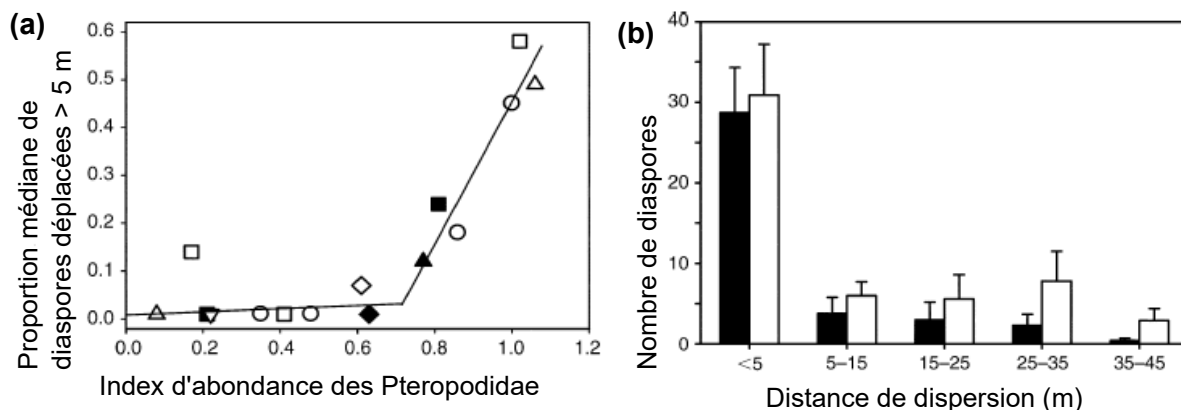 (a)
Proportion médiane de
diaspores déplacées > 5 m
0.6
0.5
0.4
0.3
0.2
0.1
0.0
0.0 0.2 0.4 0.6 0.8 1.0 1.2
Index d'abondance des Pteropodidae
(b)
Nombre de diaspores
40
30
20
10
0
<5 5–15 15–25 25–35 35–45
Distance de dispersion (m)